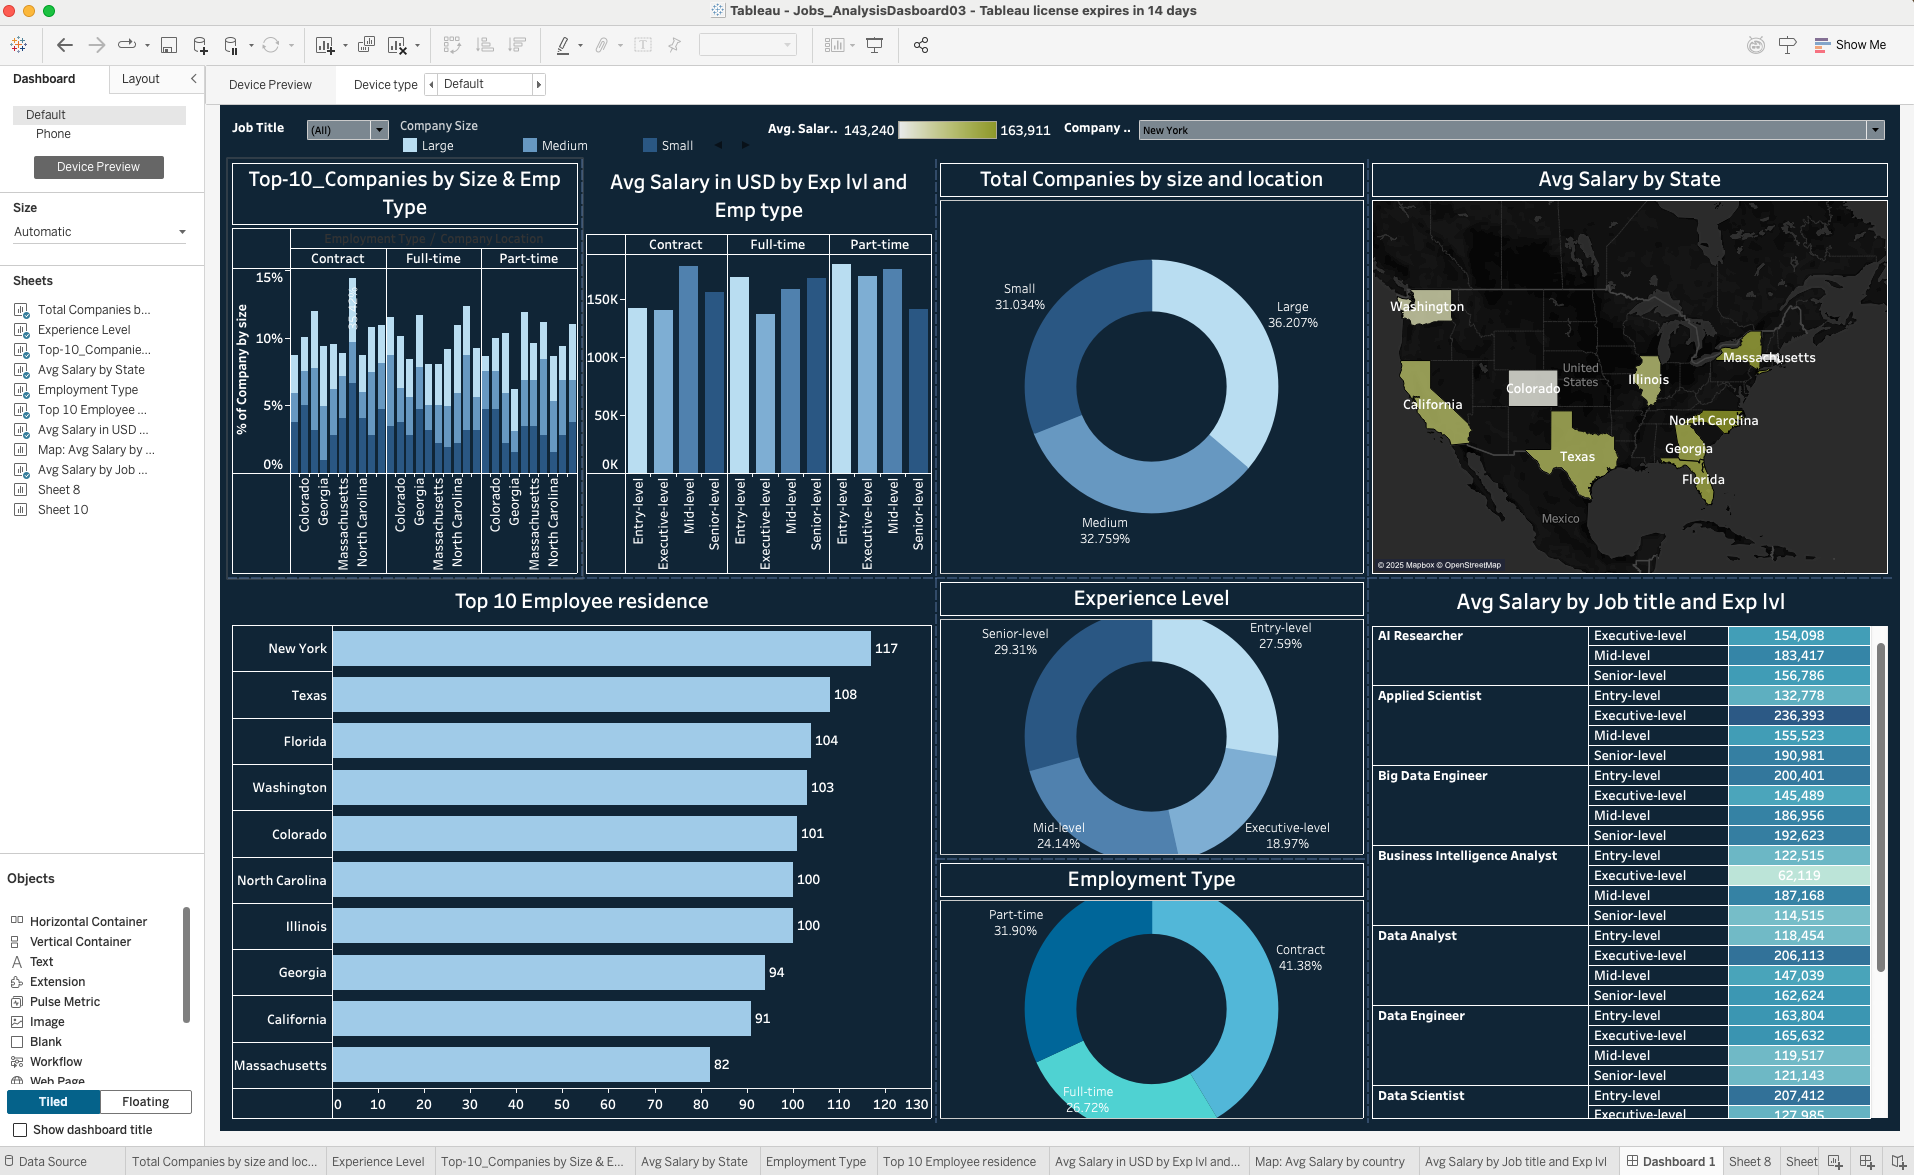 Tableau - Jobs_AnalysisDasboard03 - Tableau license expires in 14 days
Show Me
Dashboard
Layout
Device Preview
Device type
Default
Default
Phone
Device Preview
Size
Automatic
Sheets
Total Companies b...
Experience Level
Top-10_Companie...
Avg Salary by State
Employment Type
Top 10 Employee ...
Avg Salary in USD ...
Map: Avg Salary by ...
Avg Salary by Job ...
Sheet 8
Sheet 10
Objects
Horizontal Container
Vertical Container
Text
Extension
Pulse Metric
Image
Blank
Workflow
Web Page
Tiled
Floating
Show dashboard title
Job Title
(All)
Company Size
Large
Medium
Small
Avg. Salar..
143,240
163,911
Company ..
New York
Top-10_Companies by Size & Emp
Type
Employment Type / Company Location
Contract
Full-time
Part-time
% of Company by size
15%
10%
5%
0%
Colorado
Georgia
Massachusetts
North Carolina
Colorado
Georgia
Massachusetts
North Carolina
Colorado
Georgia
Massachusetts
North Carolina
Avg Salary in USD by Exp lvl and
Emp type
Contract
Full-time
Part-time
150K
100K
50K
0K
Entry-level
Executive-level
Mid-level
Senior-level
Entry-level
Executive-level
Mid-level
Senior-level
Entry-level
Executive-level
Mid-level
Senior-level
Total Companies by size and location
Small
31.034%
Large
36.207%
Medium
32.759%
Avg Salary by State
Washington
California
Colorado
United
States
Illinois
Massachusetts
North Carolina
Georgia
Texas
Florida
Mexico
© 2025 Mapbox © OpenStreetMap
Top 10 Employee residence
New York
117
Texas
108
Florida
104
Washington
103
Colorado
101
North Carolina
100
Illinois
100
Georgia
94
California
91
Massachusetts
82
0 10 20 30 40 50 60 70 80 90 100 110 120 130
Experience Level
Senior-level
29.31%
Entry-level
27.59%
Mid-level
24.14%
Executive-level
18.97%
Employment Type
Part-time
31.90%
Contract
41.38%
Full-time
26.72%
Avg Salary by Job title and Exp lvl
AI Researcher Executive-level 154,098
Mid-level 183,417
Senior-level 156,786
Applied Scientist Entry-level 132,778
Executive-level 236,393
Mid-level 155,523
Senior-level 190,981
Big Data Engineer Entry-level 200,401
Executive-level 145,489
Mid-level 186,956
Senior-level 192,623
Business Intelligence Analyst Entry-level 122,515
Executive-level 62,119
Mid-level 187,168
Senior-level 114,515
Data Analyst Entry-level 118,454
Executive-level 206,113
Mid-level 147,039
Senior-level 162,624
Data Engineer Entry-level 163,804
Executive-level 165,632
Mid-level 119,517
Senior-level 121,143
Data Scientist Entry-level 207,412
Executive-level 127,985
Data Source
Total Companies by size and loc...
Experience Level
Top-10_Companies by Size & E...
Avg Salary by State
Employment Type
Top 10 Employee residence
Avg Salary in USD by Exp lvl and...
Map: Avg Salary by country
Avg Salary by Job title and Exp lvl
Dashboard 1
Sheet 8
Sheet